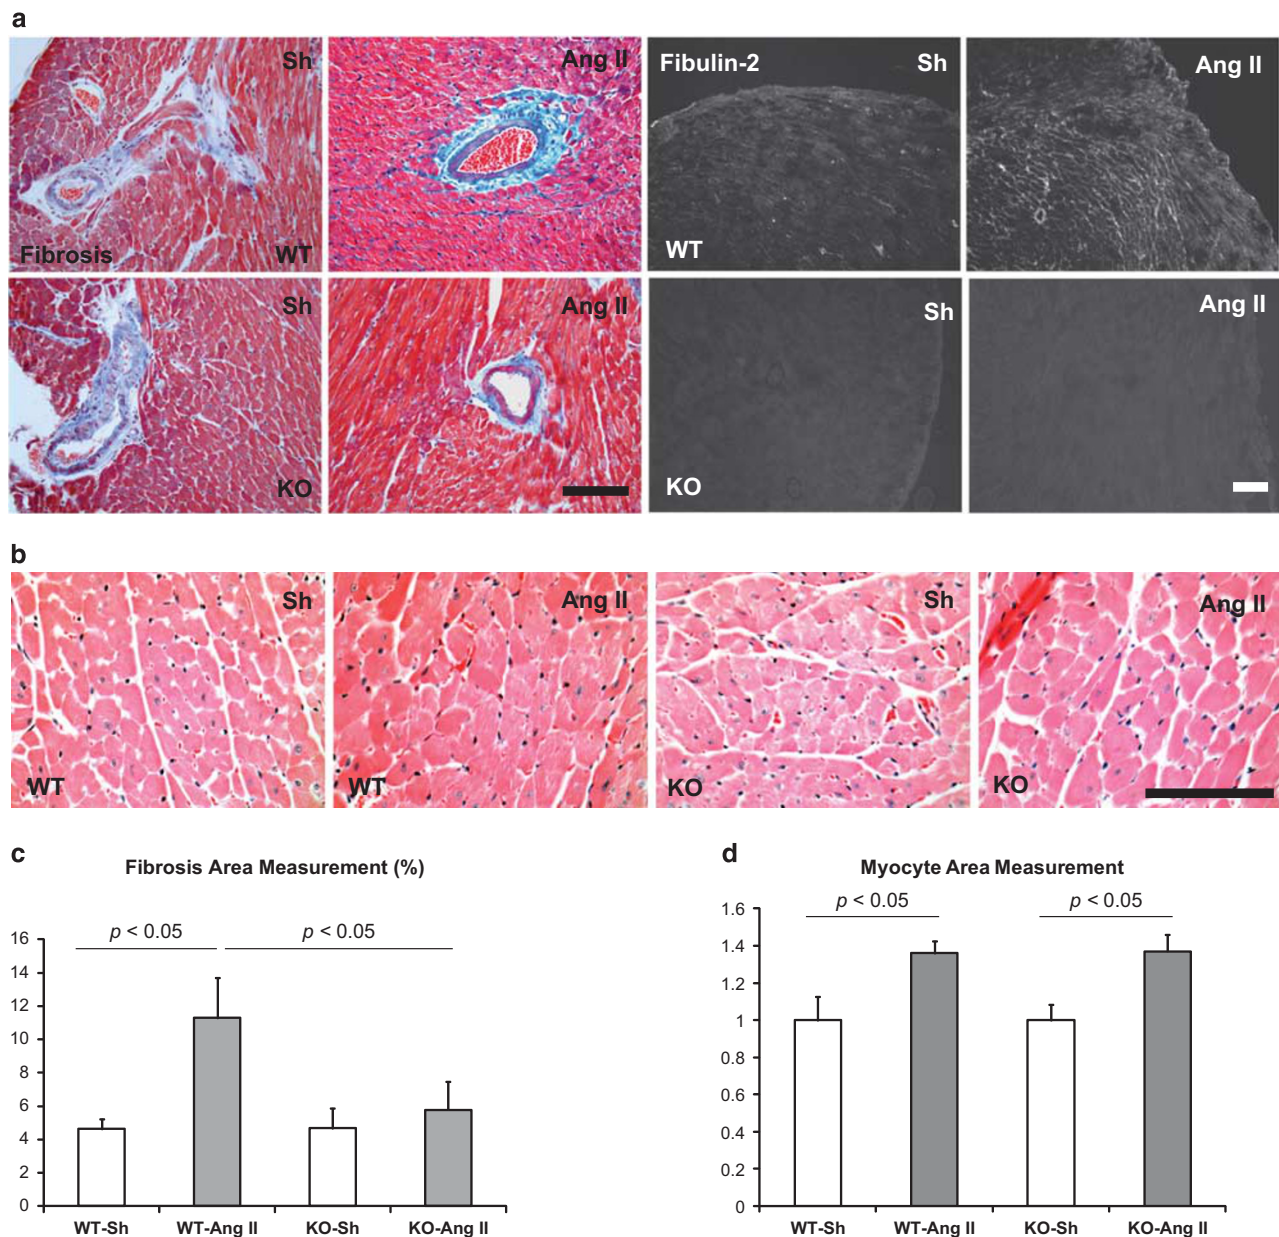 a
Sh
Fibrosis
WT
Ang II
Fibulin-2
Sh
WT
Ang II
Sh
KO
Ang II
Sh
KO
Ang II
b
Sh
WT
Ang II
WT
Sh
KO
Ang II
KO
c
Fibrosis Area Measurement (%)
p < 0.05
p < 0.05
16
14
12
10
8
6
4
2
0
WT-Sh
WT-Ang II
KO-Sh
KO-Ang II
d
Myocyte Area Measurement
p < 0.05
p < 0.05
1.6
1.4
1.2
1
0.8
0.6
0.4
0.2
0
WT-Sh
WT-Ang II
KO-Sh
KO-Ang II